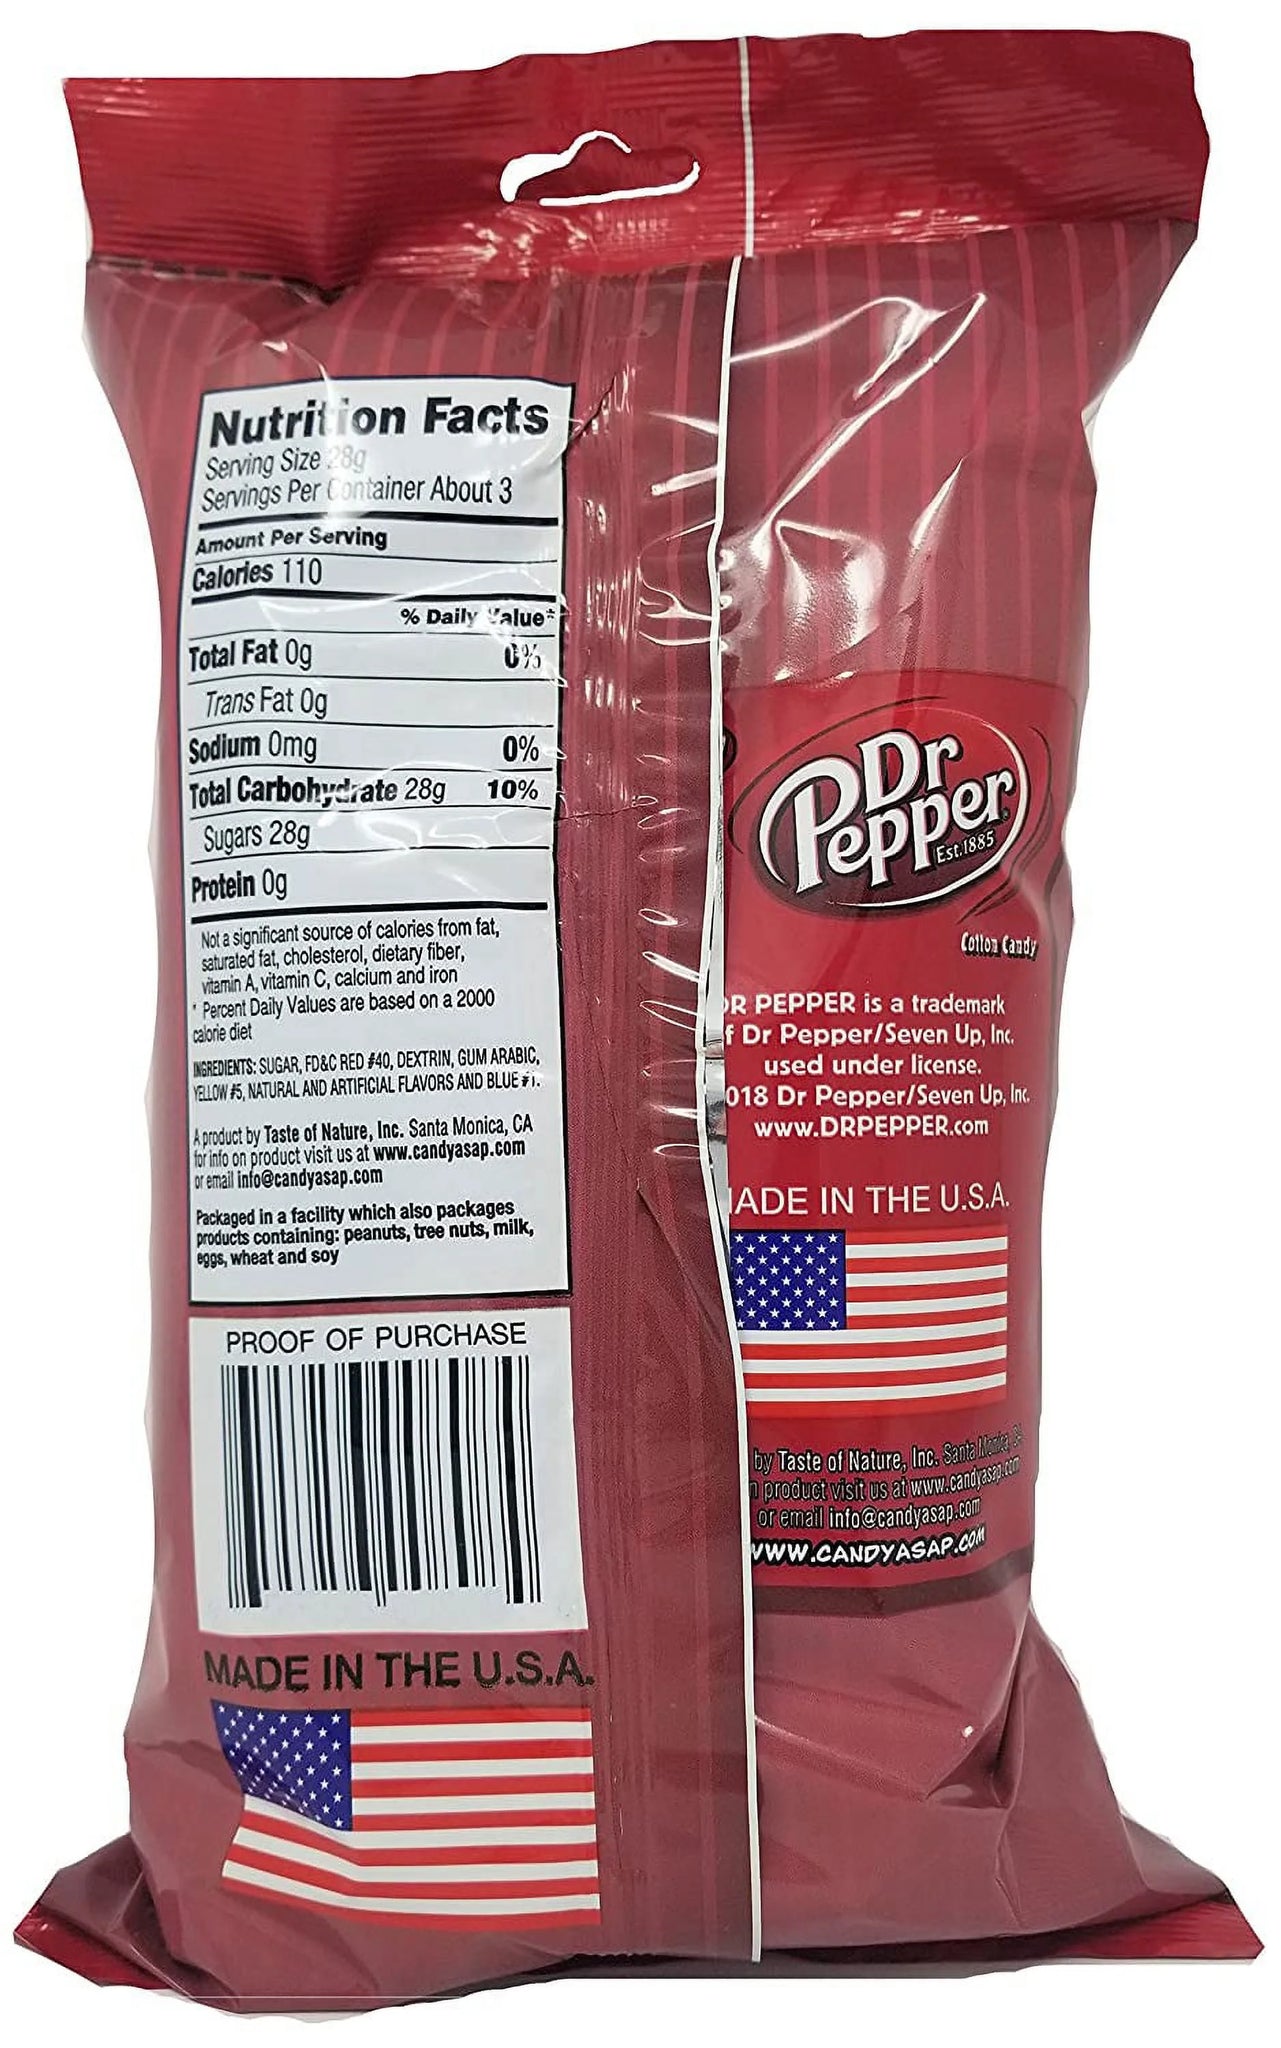 Nutrition Facts
Serving Size 28g
Servings Per Container About 3
Amount Per Serving
Calories 110
% Daily Value*
Total Fat 0g 0%
Trans Fat 0g
Sodium 0mg 0%
Total Carbohydrate 28g 10%
Sugars 28g
Protein 0g
Not a significant source of calories from fat,
saturated fat, cholesterol, dietary fiber,
vitamin A, vitamin C, calcium and iron
* Percent Daily Values are based on a 2000
calorie diet
INGREDIENTS: SUGAR, FD&C RED #40, DEXTRIN, GUM ARABIC,
YELLOW #5, NATURAL AND ARTIFICIAL FLAVORS AND BLUE #1.
A product by Taste of Nature, Inc. Santa Monica, CA
for info on product visit us at www.candyasap.com
or email info@candyasap.com
Packaged in a facility which also packages
products containing: peanuts, tree nuts, milk,
eggs, wheat and soy
PROOF OF PURCHASE
MADE IN THE U.S.A.
Dr
Pepper
Est.1885
Cotton Candy
DR PEPPER is a trademark
f Dr Pepper/Seven Up, Inc.
used under license.
018 Dr Pepper/Seven Up, Inc.
www.DRPEPPER.com
ADE IN THE U.S.A.
by Taste of Nature, Inc. Santa Monica, CA
n product visit us at www.candyasap.com
or email info@candyasap.com
WWW.CANDYASAP.COM